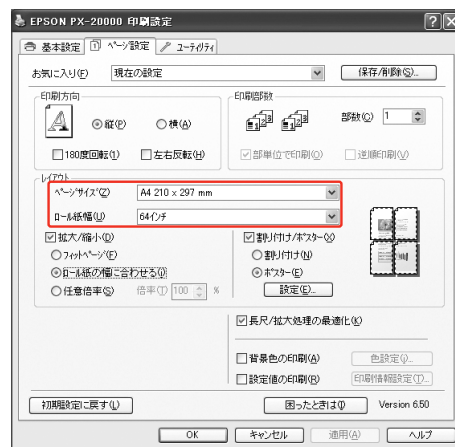 EPSON PX-20000 印刷設定
基本設定 ページ設定 ユーティリティ
お気に入り(F) 現在の設定 保存/削除(S)...
印刷方向
縦(P) 横(A)
180度回転(1) 左右反転(H)
印刷部数
部数(C) 1
部単位で印刷(O) 逆順印刷(V)
レイアウト
ページサイズ(Z) A4 210 x 297 mm
ロール紙幅(U) 64インチ
拡大/縮小(D)
フィットページ(E)
ロール紙の幅に合わせる(J)
任意倍率(S) 倍率(T) 100 %
割り付け/ポスター(X)
割り付け(N)
ポスター(E)
設定(E)...
長尺/拡大処理の最適化(K)
背景色の印刷(A) 色設定(J)...
設定値の印刷(R) 印刷情報設定(T)...
初期設定に戻す(L) 困ったときは(I) Version 6.50
OK キャンセル 適用(A) ヘルプ